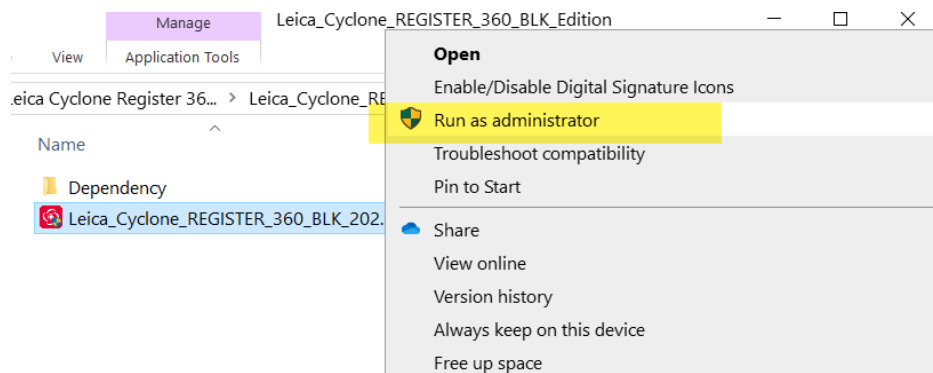 Manage
Leica_Cyclone_REGISTER_360_BLK_Edition
View
Application Tools
eica Cyclone Register 36... > Leica_Cyclone_RE
Name
Dependency
Leica_Cyclone_REGISTER_360_BLK_202..
Open
Enable/Disable Digital Signature Icons
Run as administrator
Troubleshoot compatibility
Pin to Start
Share
View online
Version history
Always keep on this device
Free up space